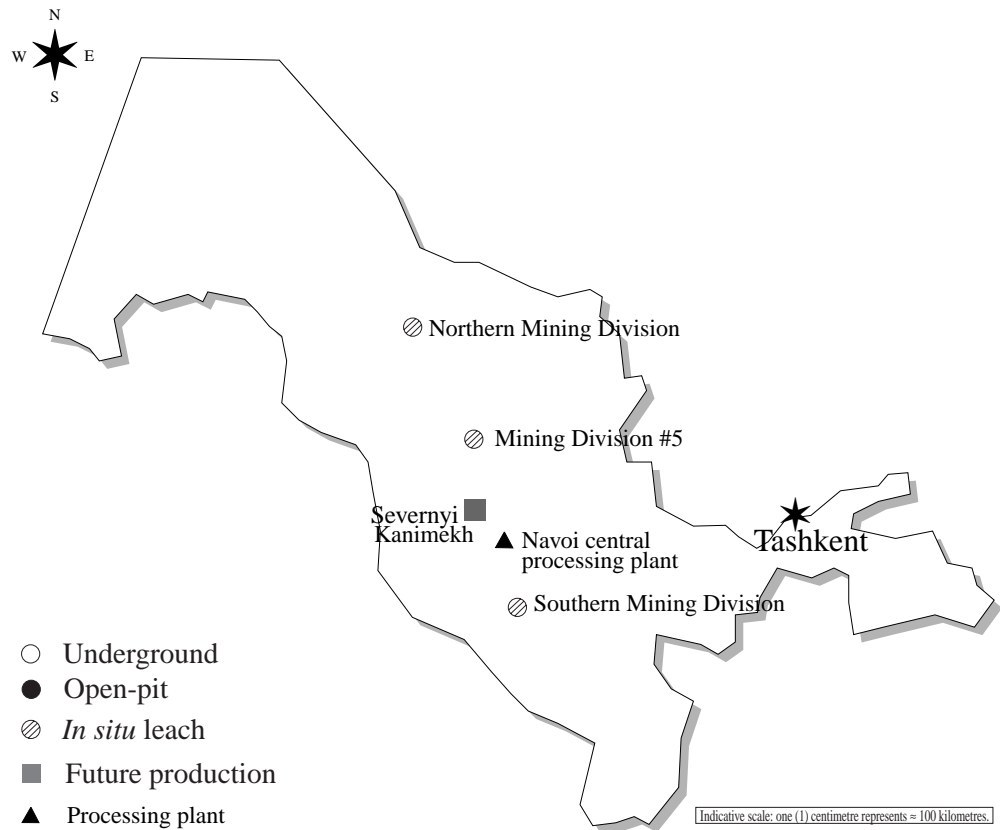 N
W E
S
Northern Mining Division
Mining Division #5
Severnyi
Kanimekh
Navoi central
processing plant
Tashkent
Southern Mining Division
Underground
Open-pit
In situ leach
Future production
Processing plant
Indicative scale: one (1) centimetre represents ≈ 100 kilometres.